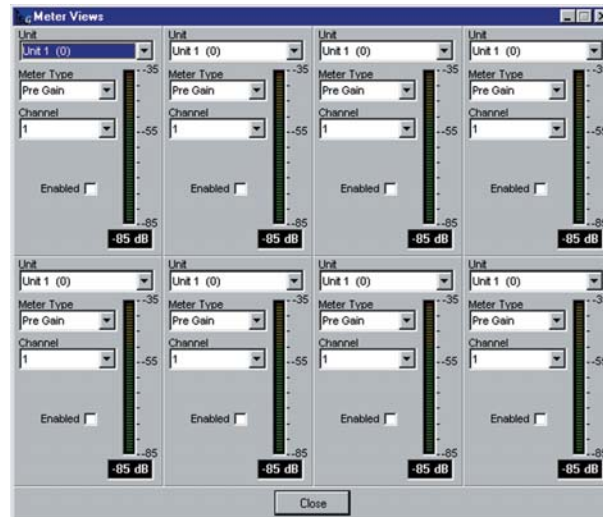 Meter Views
Unit Unit Unit Unit
Unit 1 (0) Unit 1 (0) Unit 1 (0) Unit 1 (0)
--35 --35 --35 --35
Meter Type Meter Type Meter Type Meter Type
Pre Gain Pre Gain Pre Gain Pre Gain
Channel Channel Channel Channel
1 1 1 1
--55 --55 --55 --55
Enabled Enabled Enabled Enabled
--85 --85 --85 --85
-85 dB -85 dB -85 dB -85 dB
Unit Unit Unit Unit
Unit 1 (0) Unit 1 (0) Unit 1 (0) Unit 1 (0)
--35 --35 --35 --35
Meter Type Meter Type Meter Type Meter Type
Pre Gain Pre Gain Pre Gain Pre Gain
Channel Channel Channel Channel
1 1 1 1
--55 --55 --55 --55
Enabled Enabled Enabled Enabled
--85 --85 --85 --85
-85 dB -85 dB -85 dB -85 dB
Close